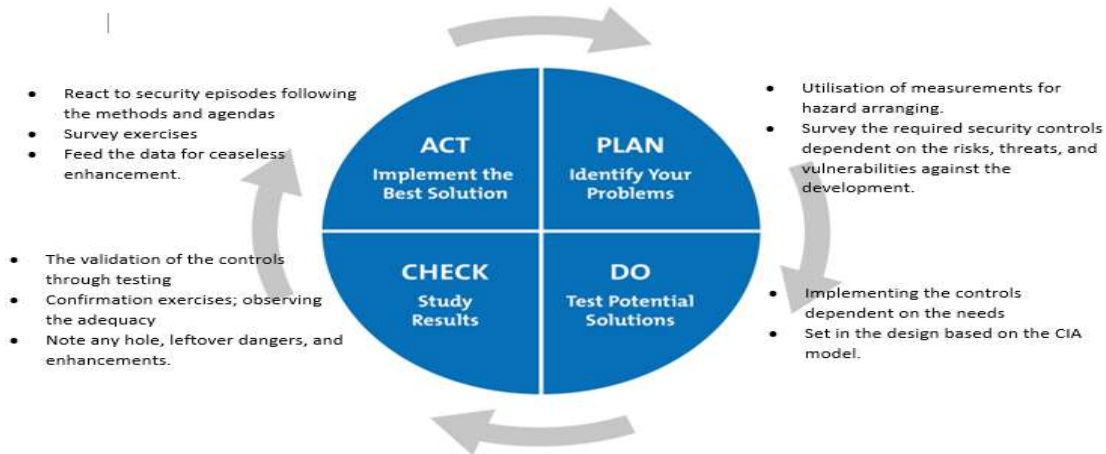 ACT
Implement the
Best Solution
PLAN
Identify Your
Problems
CHECK
Study
Results
DO
Test Potential
Solutions
• React to security episodes following
the methods and agendas
• Survey exercises
• Feed the data for ceaseless
enhancement.
• Utilisation of measurements for
hazard arranging.
• Survey the required security controls
dependent on the risks, threats, and
vulnerabilities against the
development.
• The validation of the controls
through testing
• Confirmation exercises; observing
the adequacy
• Note any hole, leftover dangers, and
enhancements.
• Implementing the controls
dependent on the needs
• Set in the design based on the CIA
model.